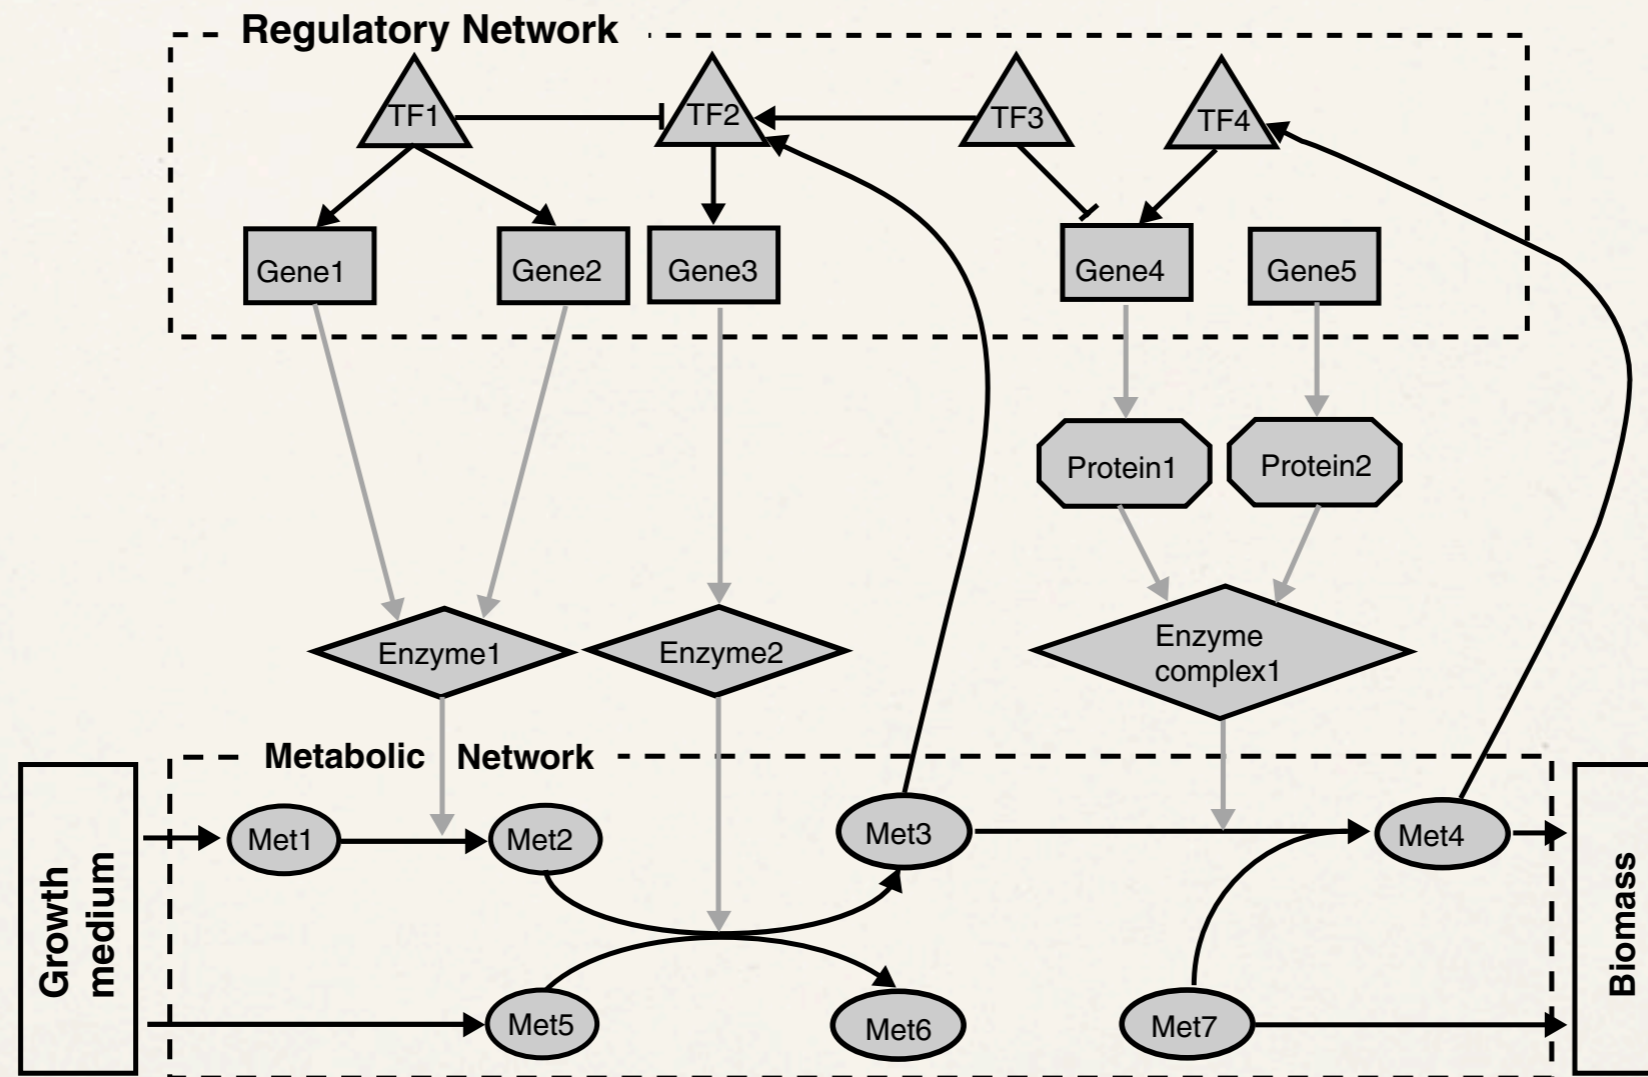 Regulatory Network
TF1
TF2
TF3
TF4
Gene1
Gene2
Gene3
Gene4
Gene5
Protein1
Protein2
Enzyme1
Enzyme2
Enzyme
complex1
Metabolic Network
Growth
medium
Met1
Met2
Met3
Met4
Biomass
Met5
Met6
Met7